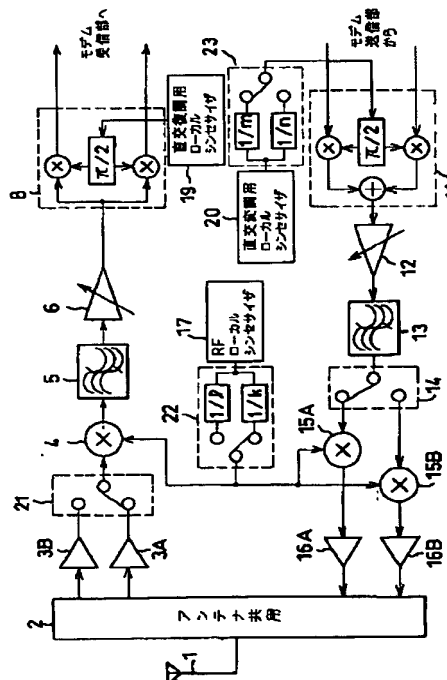 モデム
受信部へ
モデム
送信部
から
8
π/2
直交復調用
ローカル
シンセサイザ
19
23
1/m
1/n
直交変調用
ローカル
シンセサイザ
20
π/2
6
12
5
17
RF
ローカル
シンセサイザ
13
22
1/ℓ
1/k
14
4
15A
15B
21
3B
3A
16A
16B
2
アンテナ共用
1